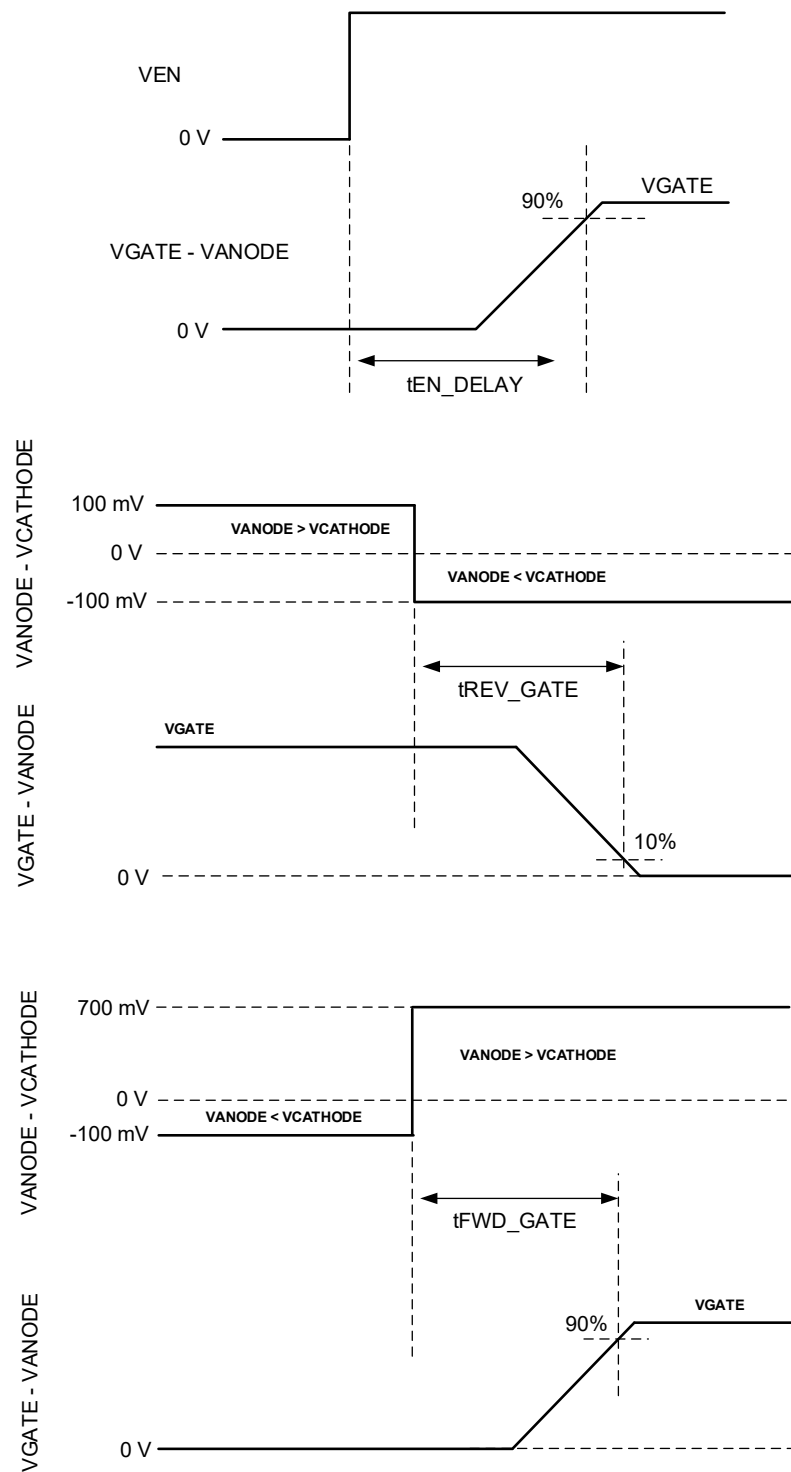 VEN
0 V
VGATE
90%
VGATE - VANODE
0 V
tEN_DELAY
VANODE - VCATHODE
100 mV
VANODE > VCATHODE
0 V
VANODE < VCATHODE
-100 mV
tREV_GATE
VGATE - VANODE
VGATE
10%
0 V
VANODE - VCATHODE
700 mV
VANODE > VCATHODE
0 V
VANODE < VCATHODE
-100 mV
tFWD_GATE
VGATE - VANODE
VGATE
90%
0 V